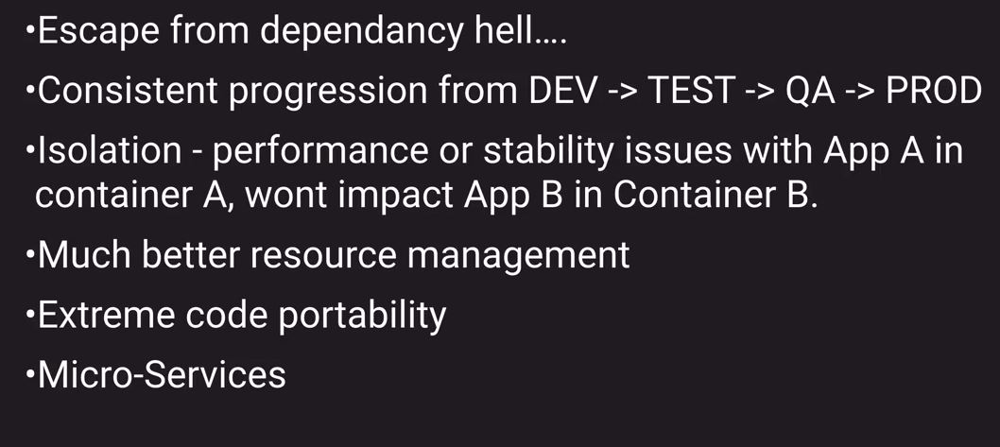 •Escape from dependancy hell....
•Consistent progression from DEV -> TEST -> QA -> PROD
•Isolation - performance or stability issues with App A in
container A, wont impact App B in Container B.
•Much better resource management
•Extreme code portability
•Micro-Services